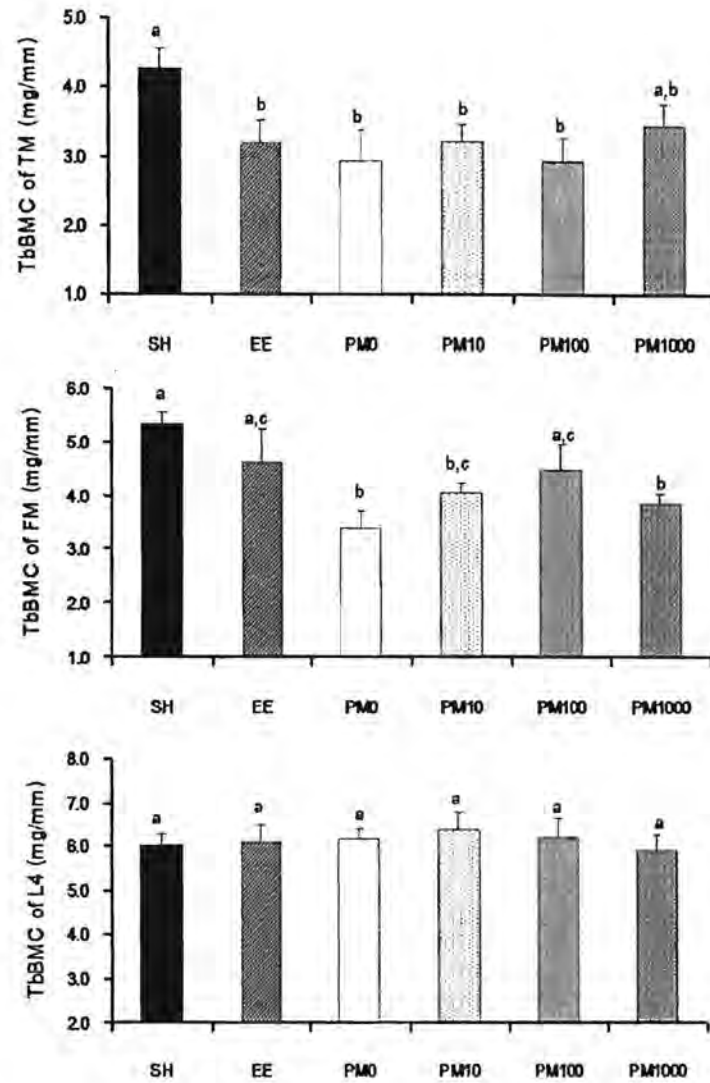 TbBMC of TM (mg/mm)
5.0
4.0
3.0
2.0
1.0
a
b
b
b
b
a,b
SH EE PM0 PM10 PM100 PM1000
TbBMC of FM (mg/mm)
6.0
5.0
4.0
3.0
2.0
1.0
a
a,c
b
b,c
a,c
b
SH EE PM0 PM10 PM100 PM1000
TbBMC of L4 (mg/mm)
8.0
7.0
6.0
5.0
4.0
3.0
2.0
a
a
a
a
a
a
SH EE PM0 PM10 PM100 PM1000